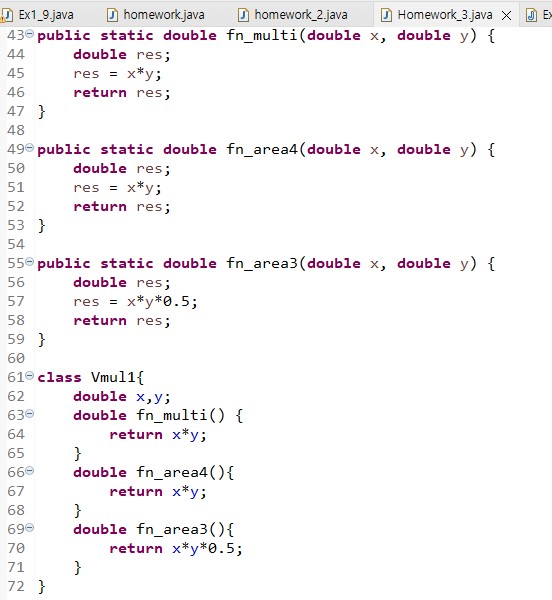 Ex1_9.java homework.java homework_2.java Homework_3.java Ex
43 public static double fn_multi(double x, double y) {
44     double res;
45     res = x*y;
46     return res;
47 }
48
49 public static double fn_area4(double x, double y) {
50     double res;
51     res = x*y;
52     return res;
53 }
54
55 public static double fn_area3(double x, double y) {
56     double res;
57     res = x*y*0.5;
58     return res;
59 }
60
61 class Vmul1{
62     double x,y;
63     double fn_multi() {
64         return x*y;
65     }
66     double fn_area4(){
67         return x*y;
68     }
69     double fn_area3(){
70         return x*y*0.5;
71     }
72 }